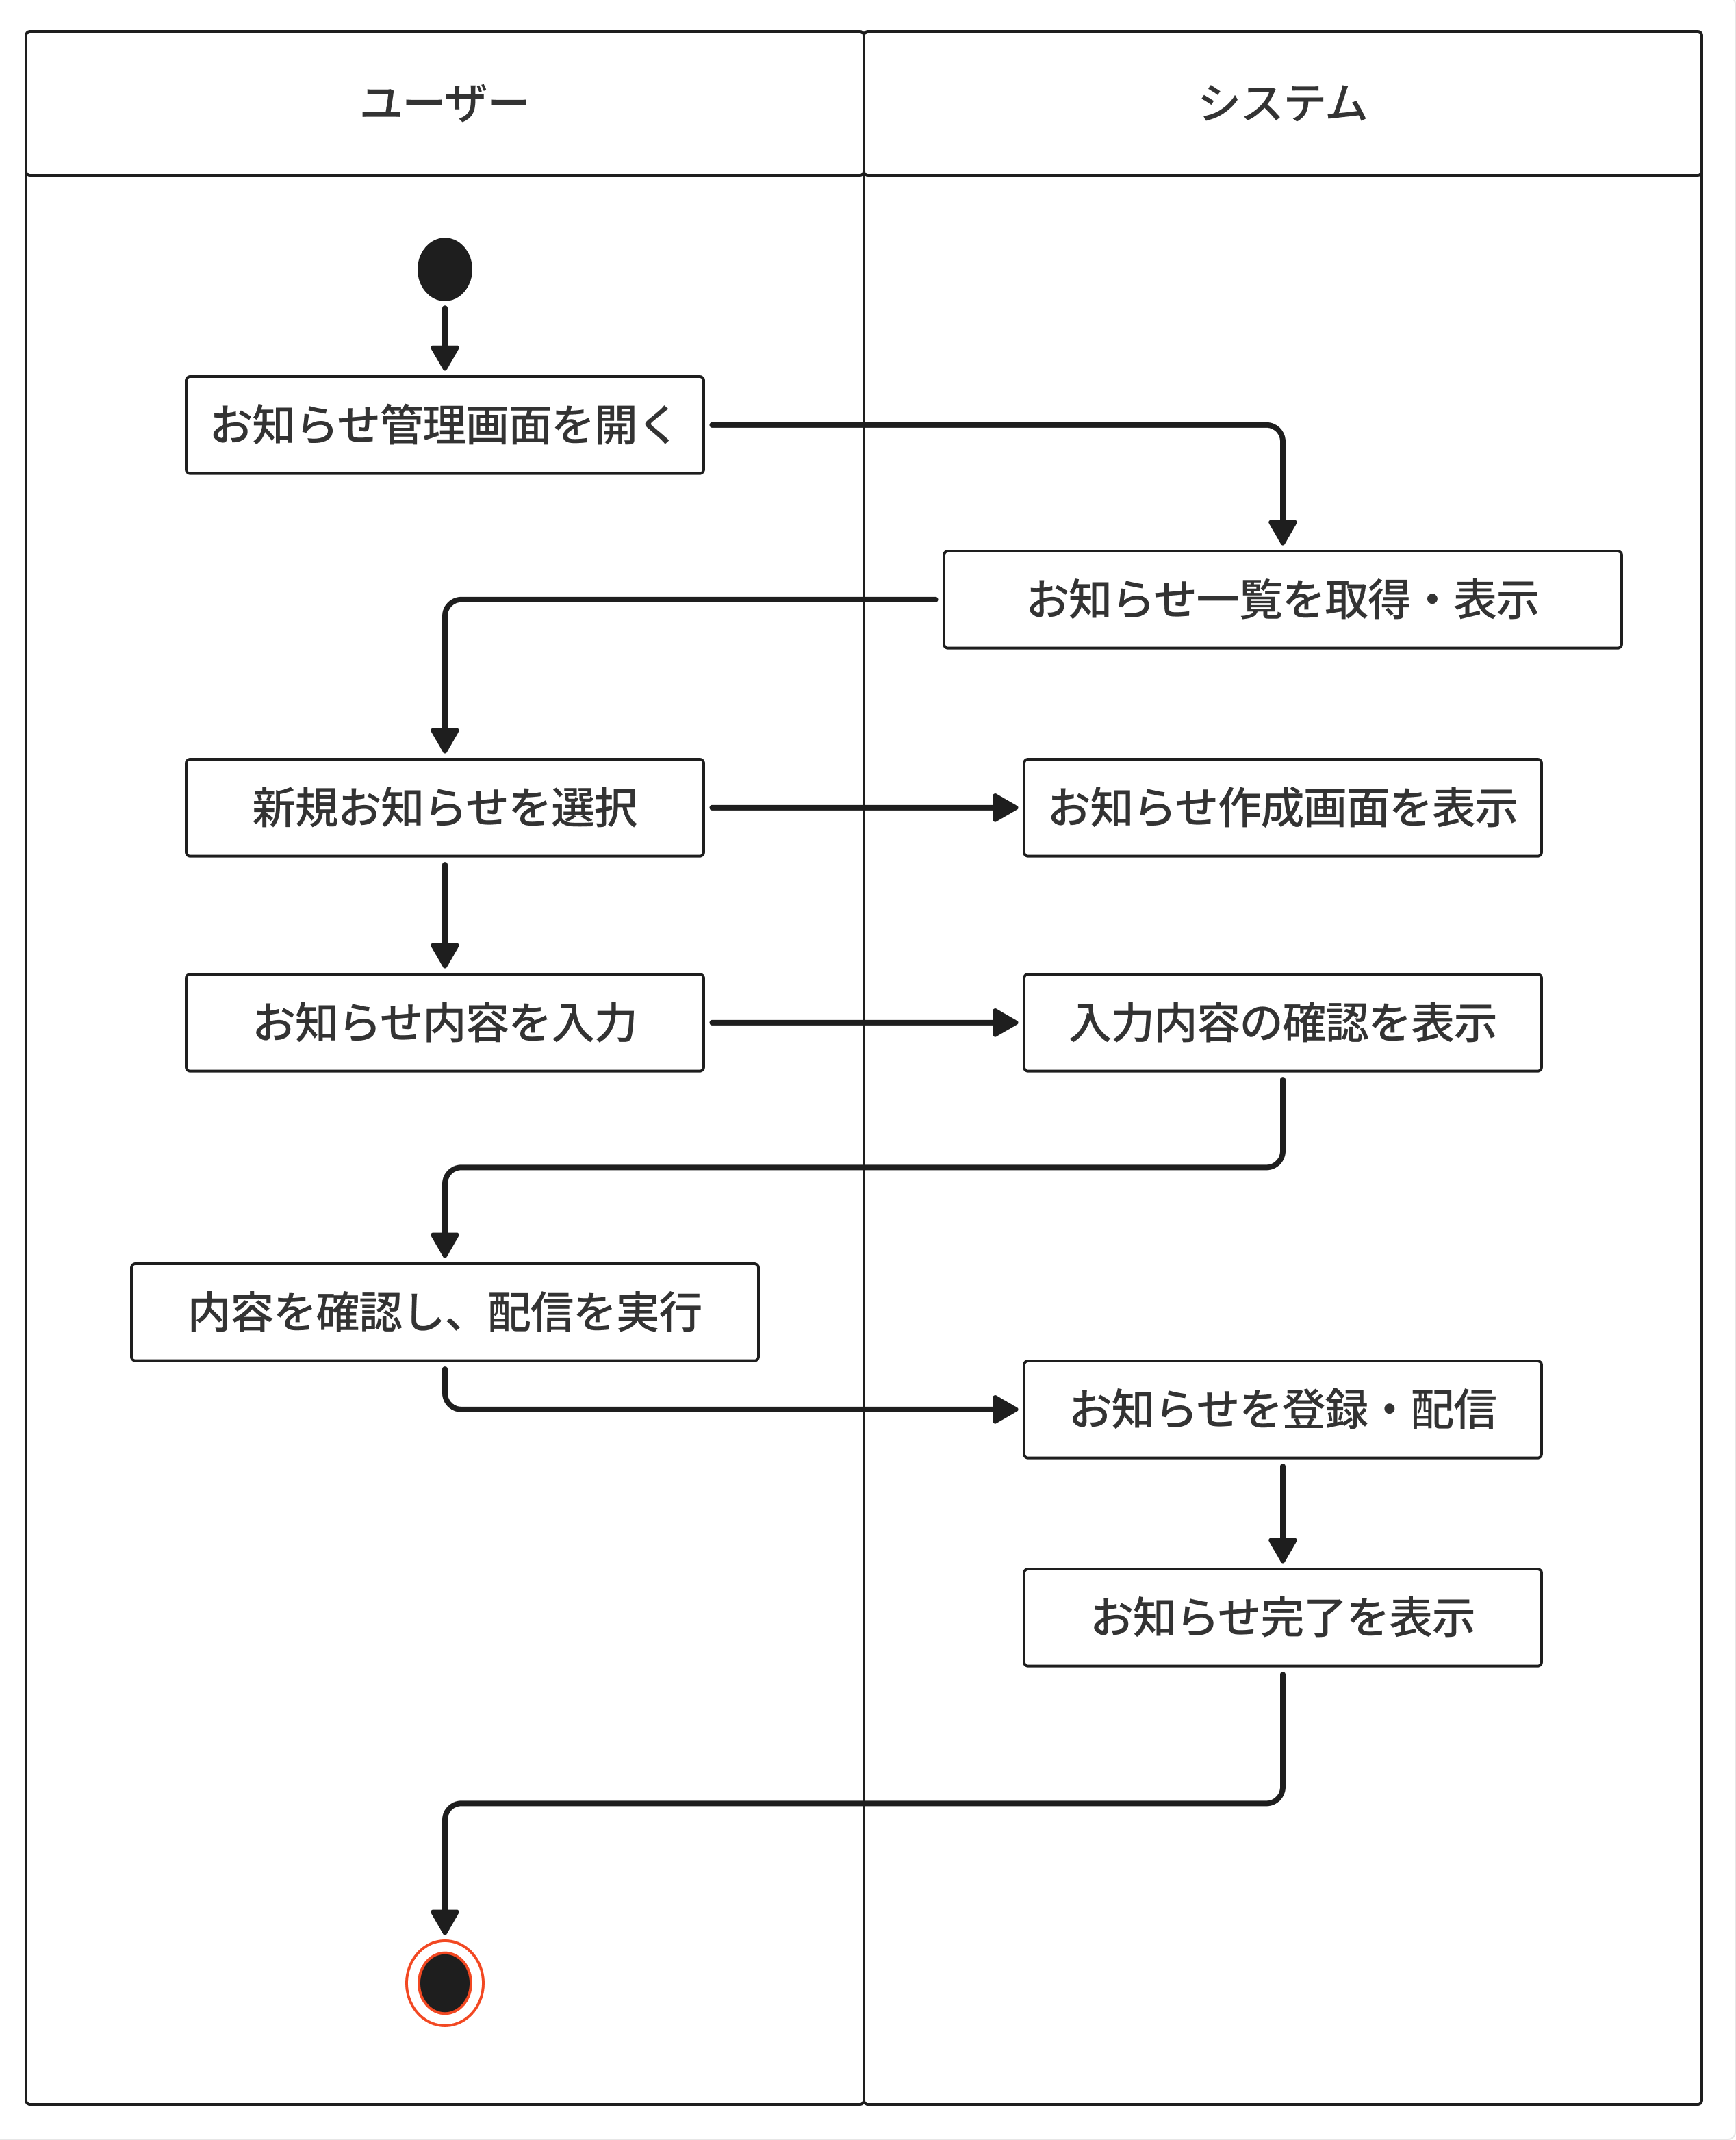 ユーザー
システム
お知らせ管理画面を開く
お知らせ一覧を取得・表示
新規お知らせを選択
お知らせ作成画面を表示
お知らせ内容を入力
入力内容の確認を表示
内容を確認し、配信を実行
お知らせを登録・配信
お知らせ完了を表示